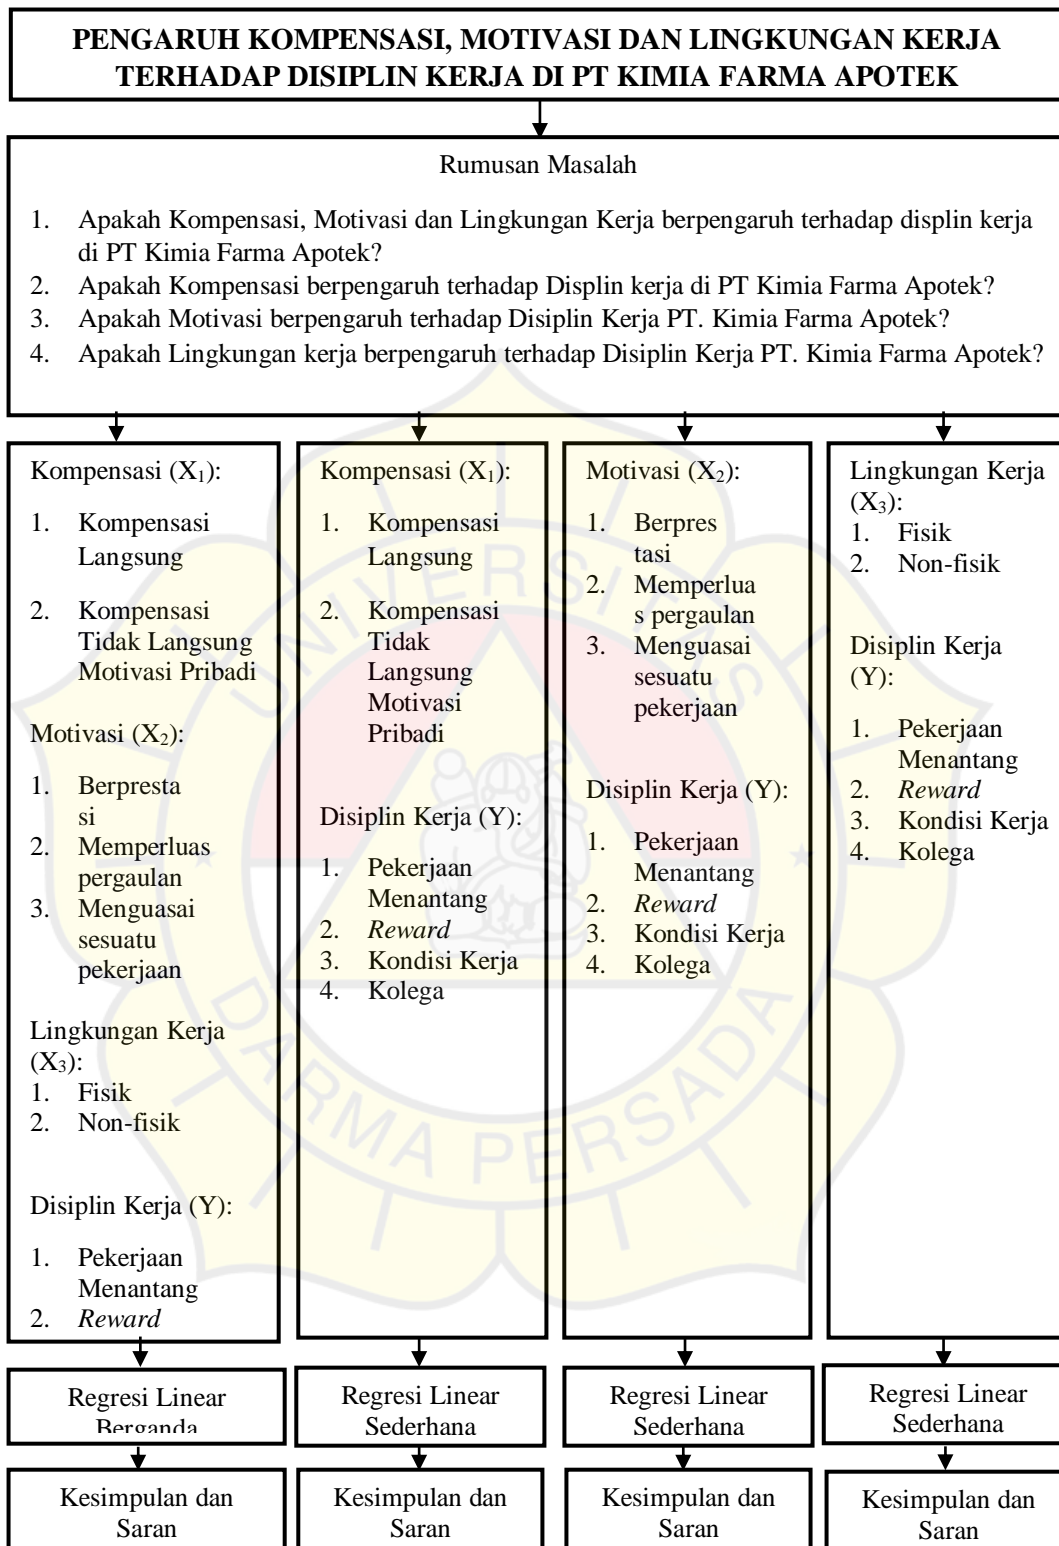 PENGARUH KOMPENSASI, MOTIVASI DAN LINGKUNGAN KERJA
TERHADAP DISIPLIN KERJA DI PT KIMIA FARMA APOTEK
Rumusan Masalah
1. Apakah Kompensasi, Motivasi dan Lingkungan Kerja berpengaruh terhadap displin kerja
di PT Kimia Farma Apotek?
2. Apakah Kompensasi berpengaruh terhadap Displin kerja di PT Kimia Farma Apotek?
3. Apakah Motivasi berpengaruh terhadap Disiplin Kerja PT. Kimia Farma Apotek?
4. Apakah Lingkungan kerja berpengaruh terhadap Disiplin Kerja PT. Kimia Farma Apotek?
Kompensasi (X₁):
1. Kompensasi
Langsung
2. Kompensasi
Tidak Langsung
Motivasi Pribadi
Motivasi (X₂):
1. Berpresta
si
2. Memperluas
pergaulan
3. Menguasai
sesuatu
pekerjaan
Lingkungan Kerja
(X₃):
1. Fisik
2. Non-fisik
Disiplin Kerja (Y):
1. Pekerjaan
Menantang
2. Reward
Kompensasi (X₁):
1. Kompensasi
Langsung
2. Kompensasi
Tidak
Langsung
Motivasi
Pribadi
Disiplin Kerja (Y):
1. Pekerjaan
Menantang
2. Reward
3. Kondisi Kerja
4. Kolega
Motivasi (X₂):
1. Berpres
tasi
2. Memperlua
s pergaulan
3. Menguasai
sesuatu
pekerjaan
Disiplin Kerja (Y):
1. Pekerjaan
Menantang
2. Reward
3. Kondisi Kerja
4. Kolega
Lingkungan Kerja
(X₃):
1. Fisik
2. Non-fisik
Disiplin Kerja
(Y):
1. Pekerjaan
Menantang
2. Reward
3. Kondisi Kerja
4. Kolega
Regresi Linear
Berganda
Regresi Linear
Sederhana
Regresi Linear
Sederhana
Regresi Linear
Sederhana
Kesimpulan dan
Saran
Kesimpulan dan
Saran
Kesimpulan dan
Saran
Kesimpulan dan
Saran
UNIVERSITAS
DARMA PERSADA